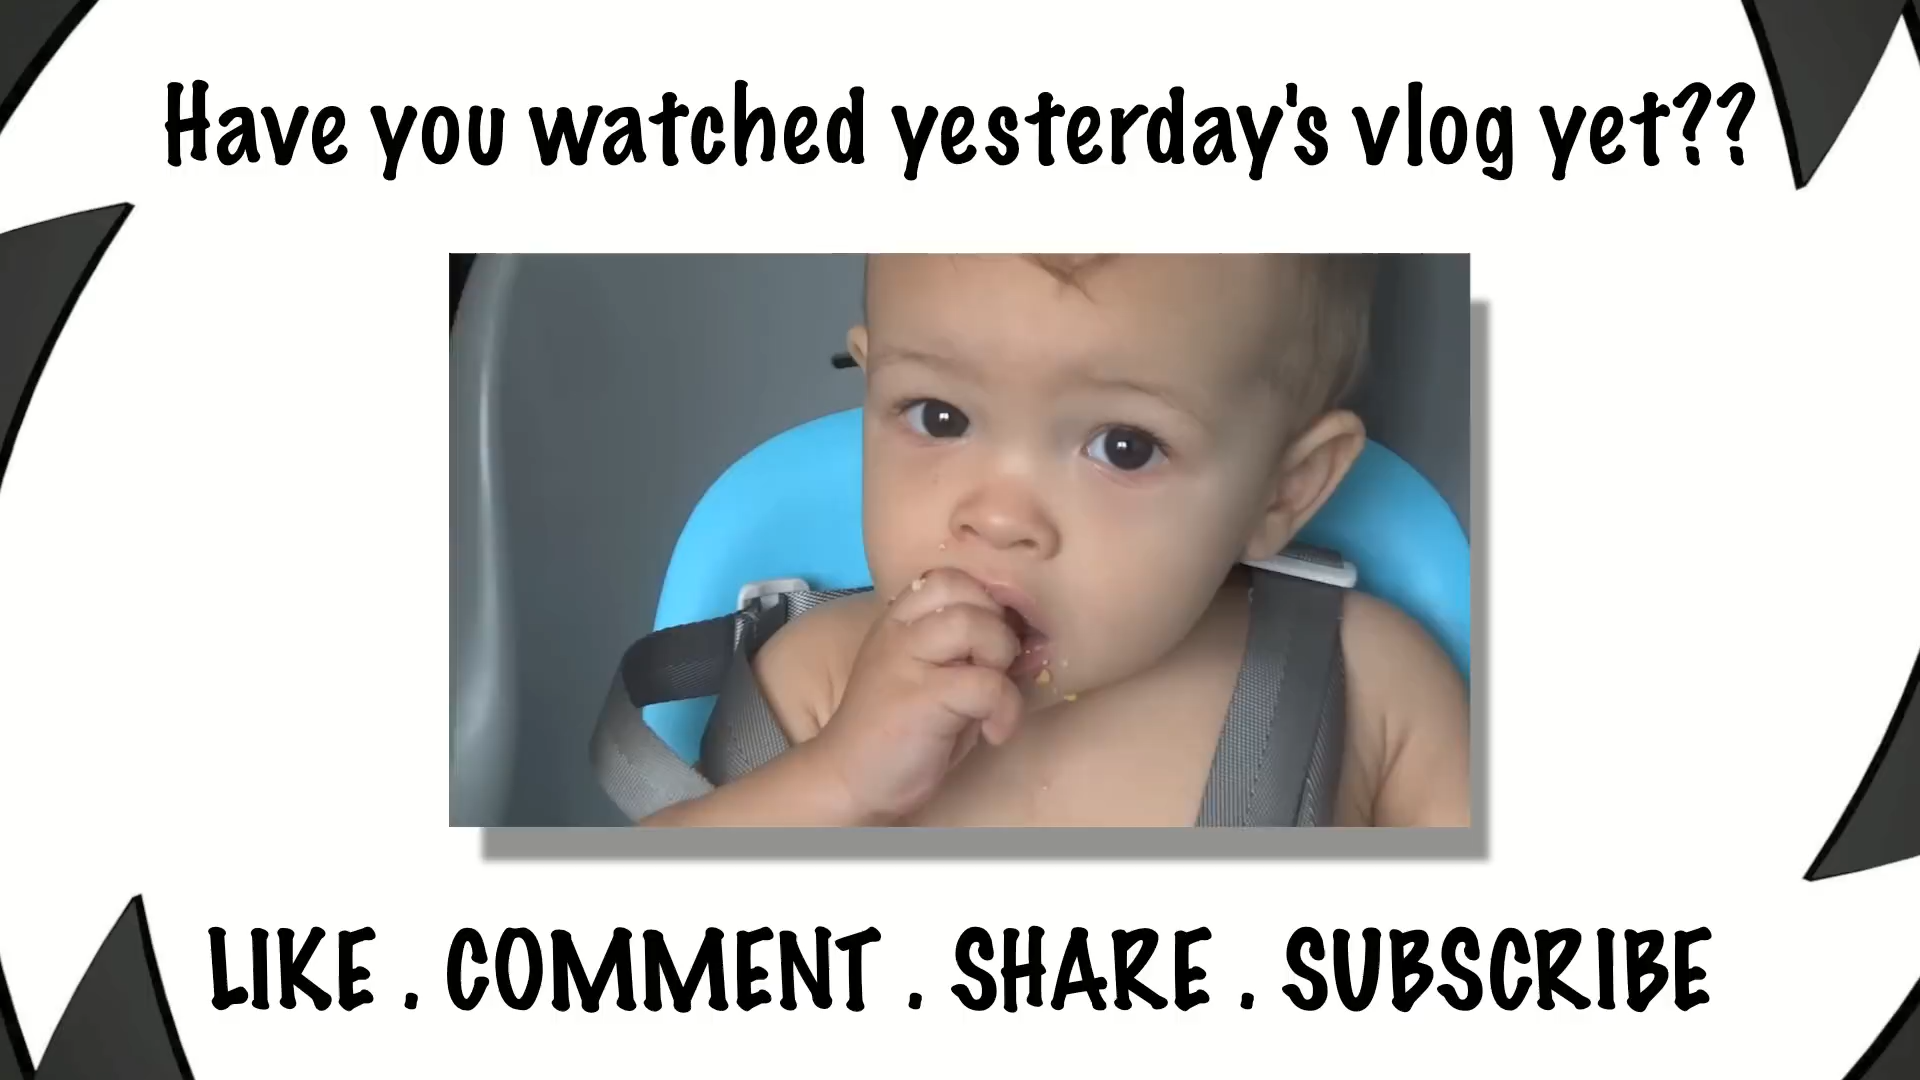 Have you watched yesterday's vlog yet??
LIKE . COMMENT . SHARE . SUBSCRIBE